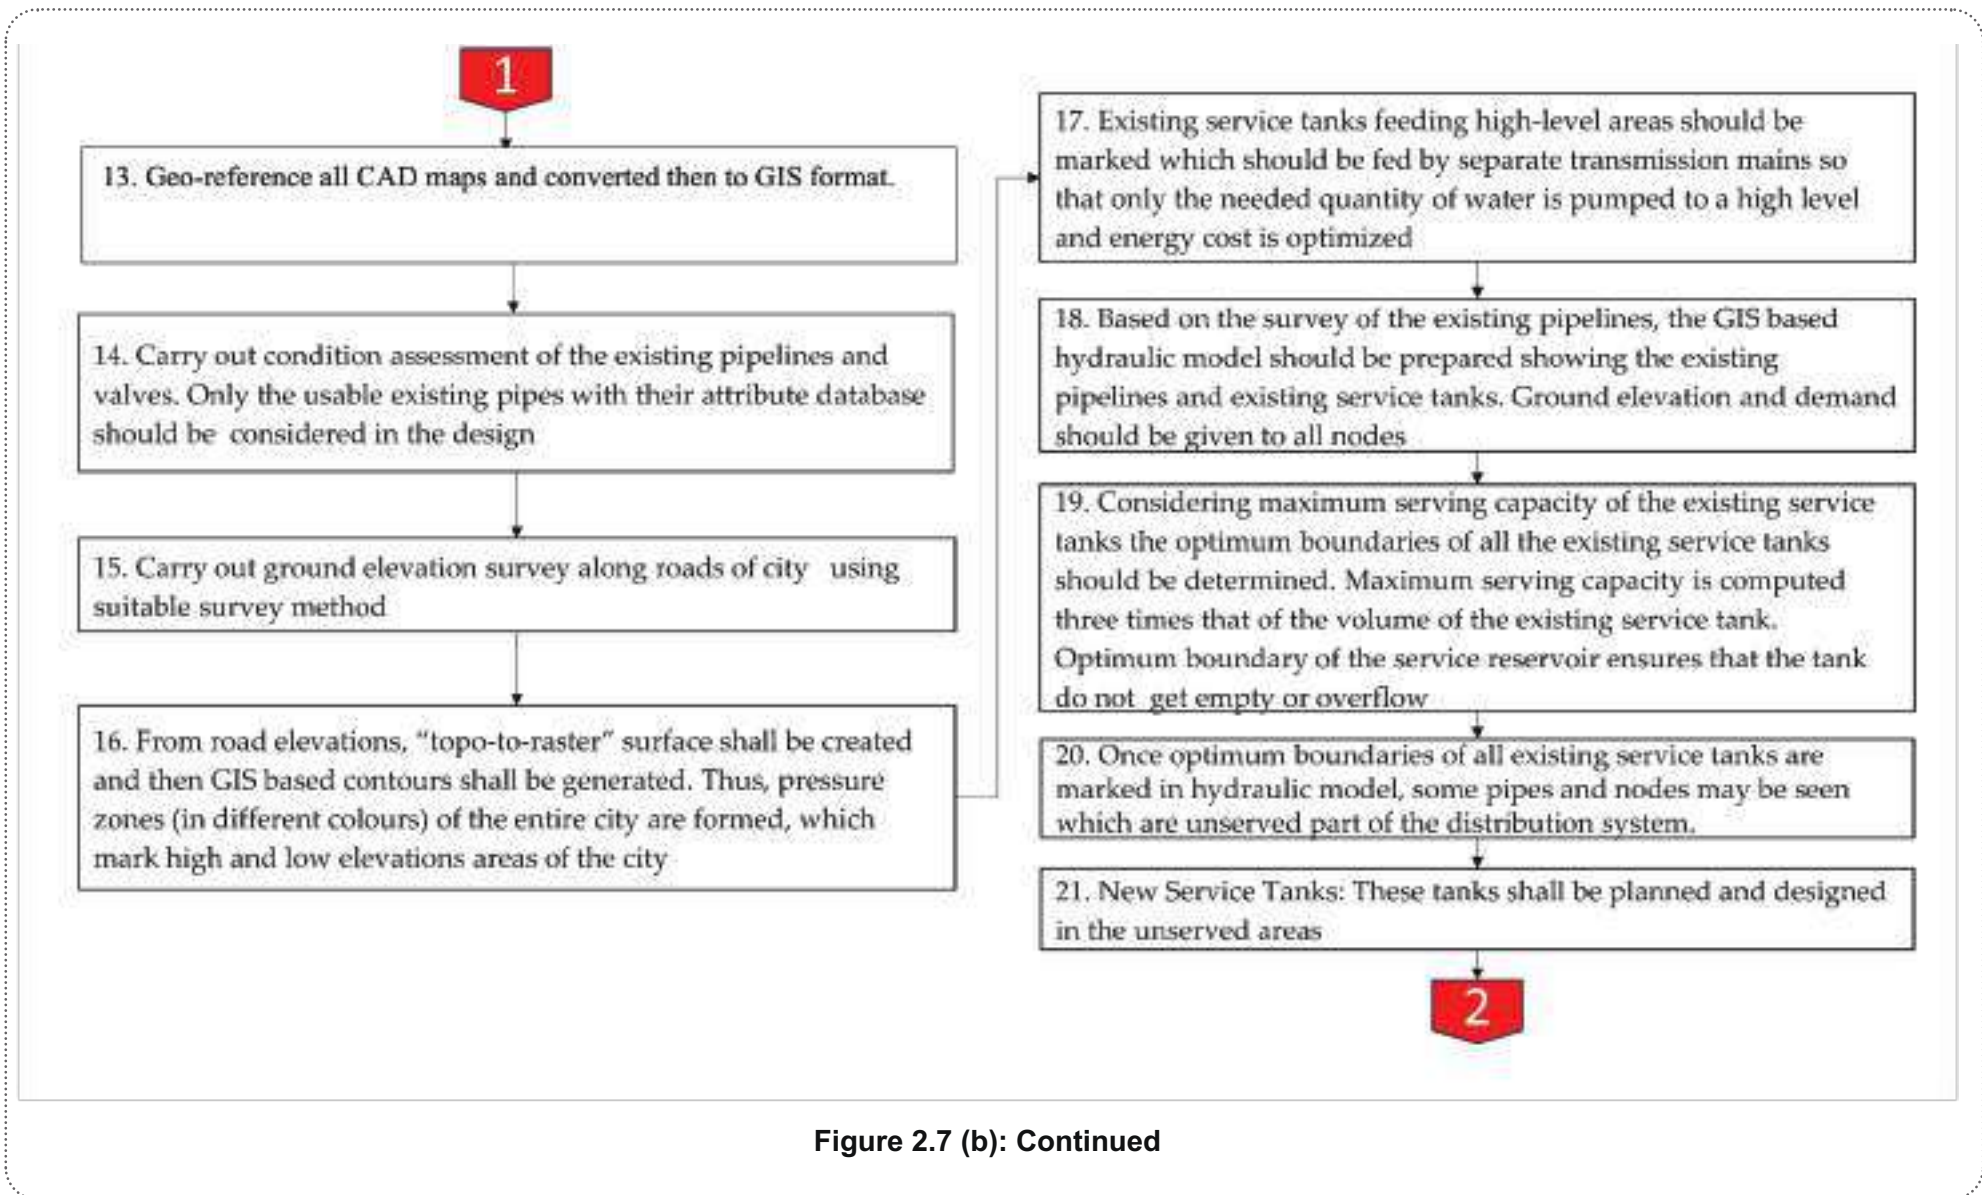 1
13. Geo-reference all CAD maps and converted then to GIS format.
14. Carry out condition assessment of the existing pipelines and
valves. Only the usable existing pipes with their attribute database
should be considered in the design
15. Carry out ground elevation survey along roads of city using
suitable survey method
16. From road elevations, “topo-to-raster” surface shall be created
and then GIS based contours shall be generated. Thus, pressure
zones (in different colours) of the entire city are formed, which
mark high and low elevations areas of the city
17. Existing service tanks feeding high-level areas should be
marked which should be fed by separate transmission mains so
that only the needed quantity of water is pumped to a high level
and energy cost is optimized
18. Based on the survey of the existing pipelines, the GIS based
hydraulic model should be prepared showing the existing
pipelines and existing service tanks. Ground elevation and demand
should be given to all nodes
19. Considering maximum serving capacity of the existing service
tanks the optimum boundaries of all the existing service tanks
should be determined. Maximum serving capacity is computed
three times that of the volume of the existing service tank.
Optimum boundary of the service reservoir ensures that the tank
do not get empty or overflow
20. Once optimum boundaries of all existing service tanks are
marked in hydraulic model, some pipes and nodes may be seen
which are unserved part of the distribution system.
21. New Service Tanks: These tanks shall be planned and designed
in the unserved areas
2
Figure 2.7 (b): Continued